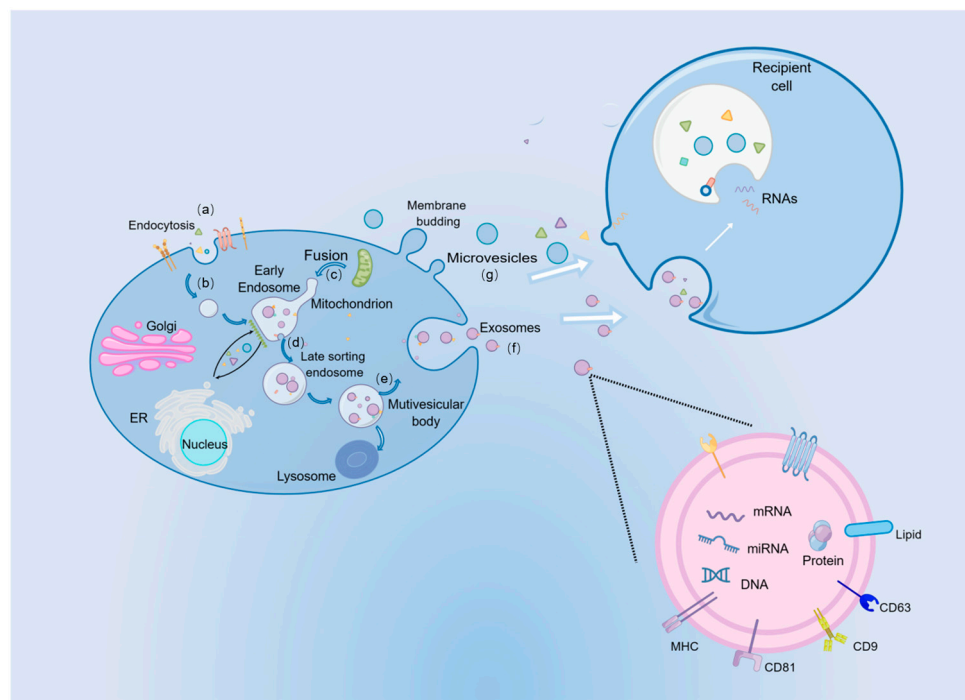 Recipient
cell
RNAs
(a)
Endocytosis
Membrane
budding
Microvesicles
(g)
Fusion
(c)
Early
Endosome
(b)
Mitochondrion
Golgi
(d)
Exosomes
(f)
Late sorting
endosome
(e)
Mutivesicular
body
ER
Nucleus
Lysosome
mRNA
miRNA
DNA
Protein
Lipid
CD63
MHC
CD81
CD9